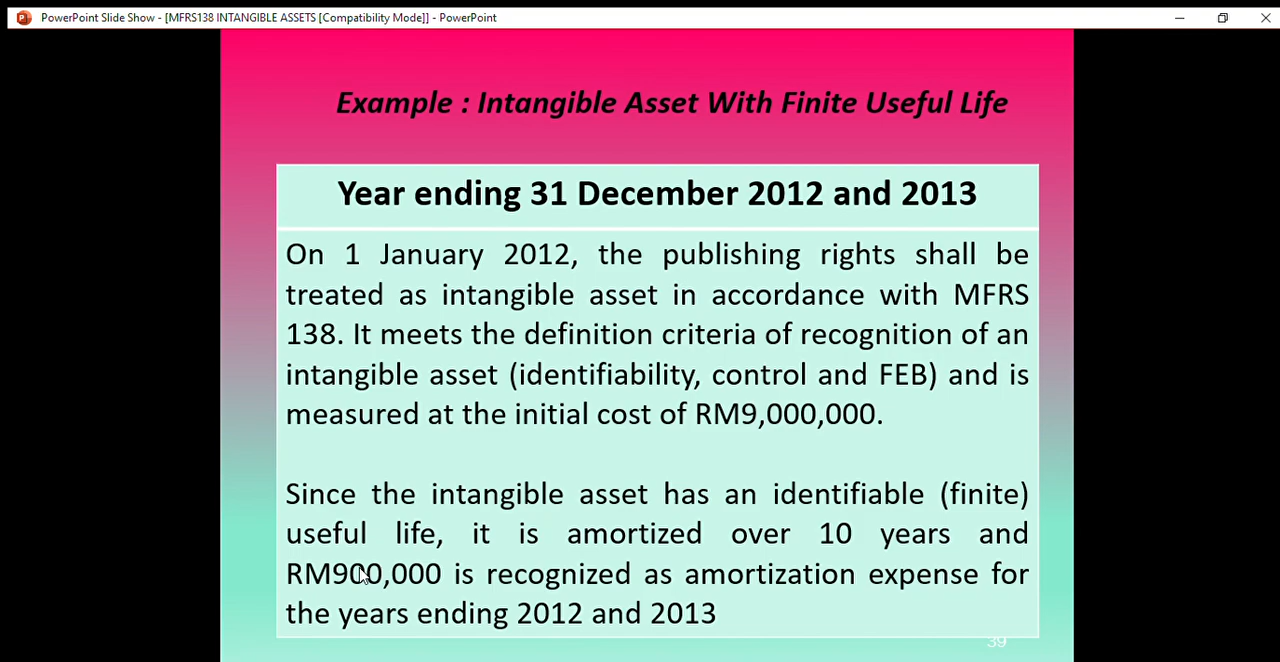 PowerPoint Slide Show - [MFRS138 INTANGIBLE ASSETS [Compatibility Mode]] - PowerPoint
Example : Intangible Asset With Finite Useful Life
Year ending 31 December 2012 and 2013
On 1 January 2012, the publishing rights shall be
treated as intangible asset in accordance with MFRS
138. It meets the definition criteria of recognition of an
intangible asset (identifiability, control and FEB) and is
measured at the initial cost of RM9,000,000.
Since the intangible asset has an identifiable (finite)
useful life, it is amortized over 10 years and
RM900,000 is recognized as amortization expense for
the years ending 2012 and 2013
39